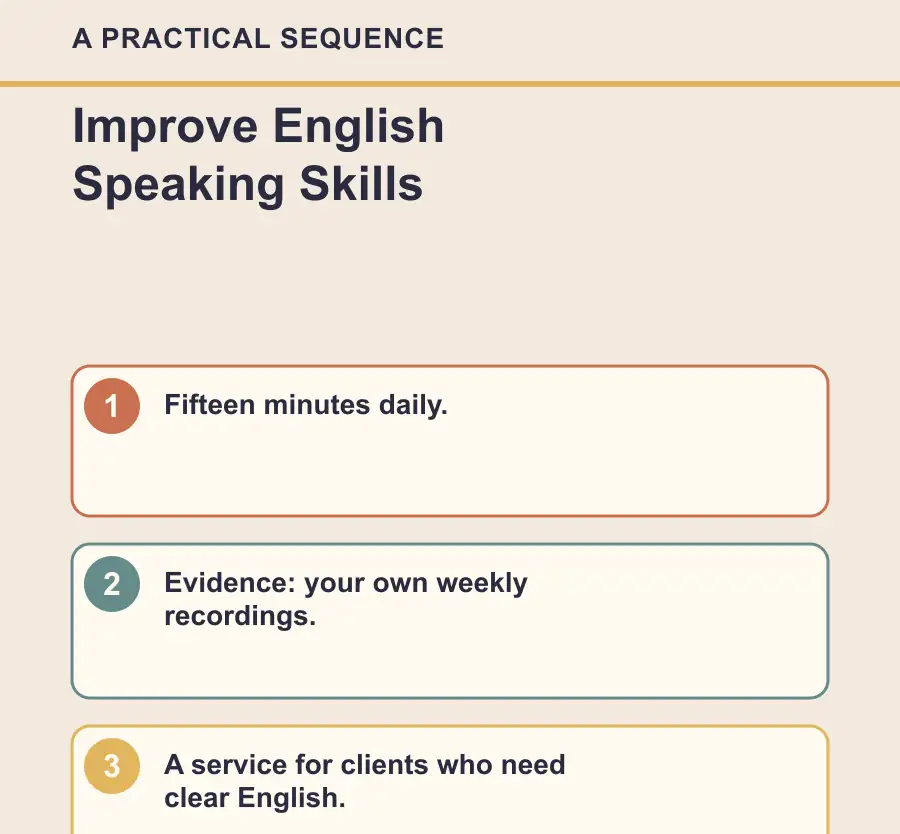 A PRACTICAL SEQUENCE
Improve English
Speaking Skills
1
Fifteen minutes daily.
2
Evidence: your own weekly
recordings.
3
A service for clients who need
clear English.